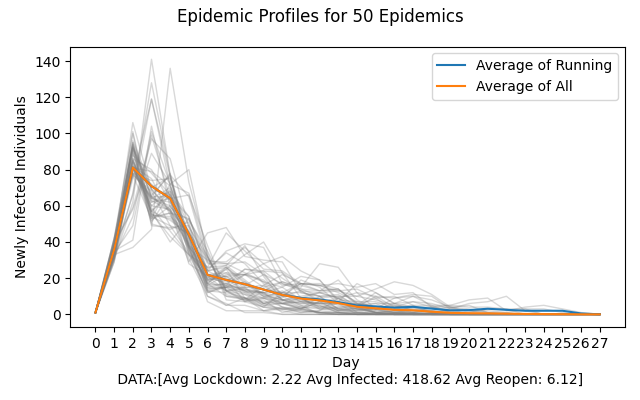 Epidemic Profiles for 50 Epidemics
Average of Running
Average of All
Newly Infected Individuals
140
120
100
80
60
40
20
0
0 1 2 3 4 5 6 7 8 9 10 11 12 13 14 15 16 17 18 19 20 21 22 23 24 25 26 27
Day
DATA:[Avg Lockdown: 2.22 Avg Infected: 418.62 Avg Reopen: 6.12]